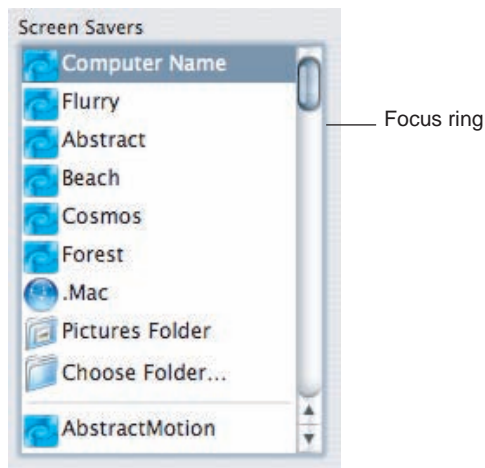 Screen Savers
Computer Name
Flurry
Abstract
Beach
Cosmos
Forest
.Mac
Pictures Folder
Choose Folder...
AbstractMotion
Focus ring